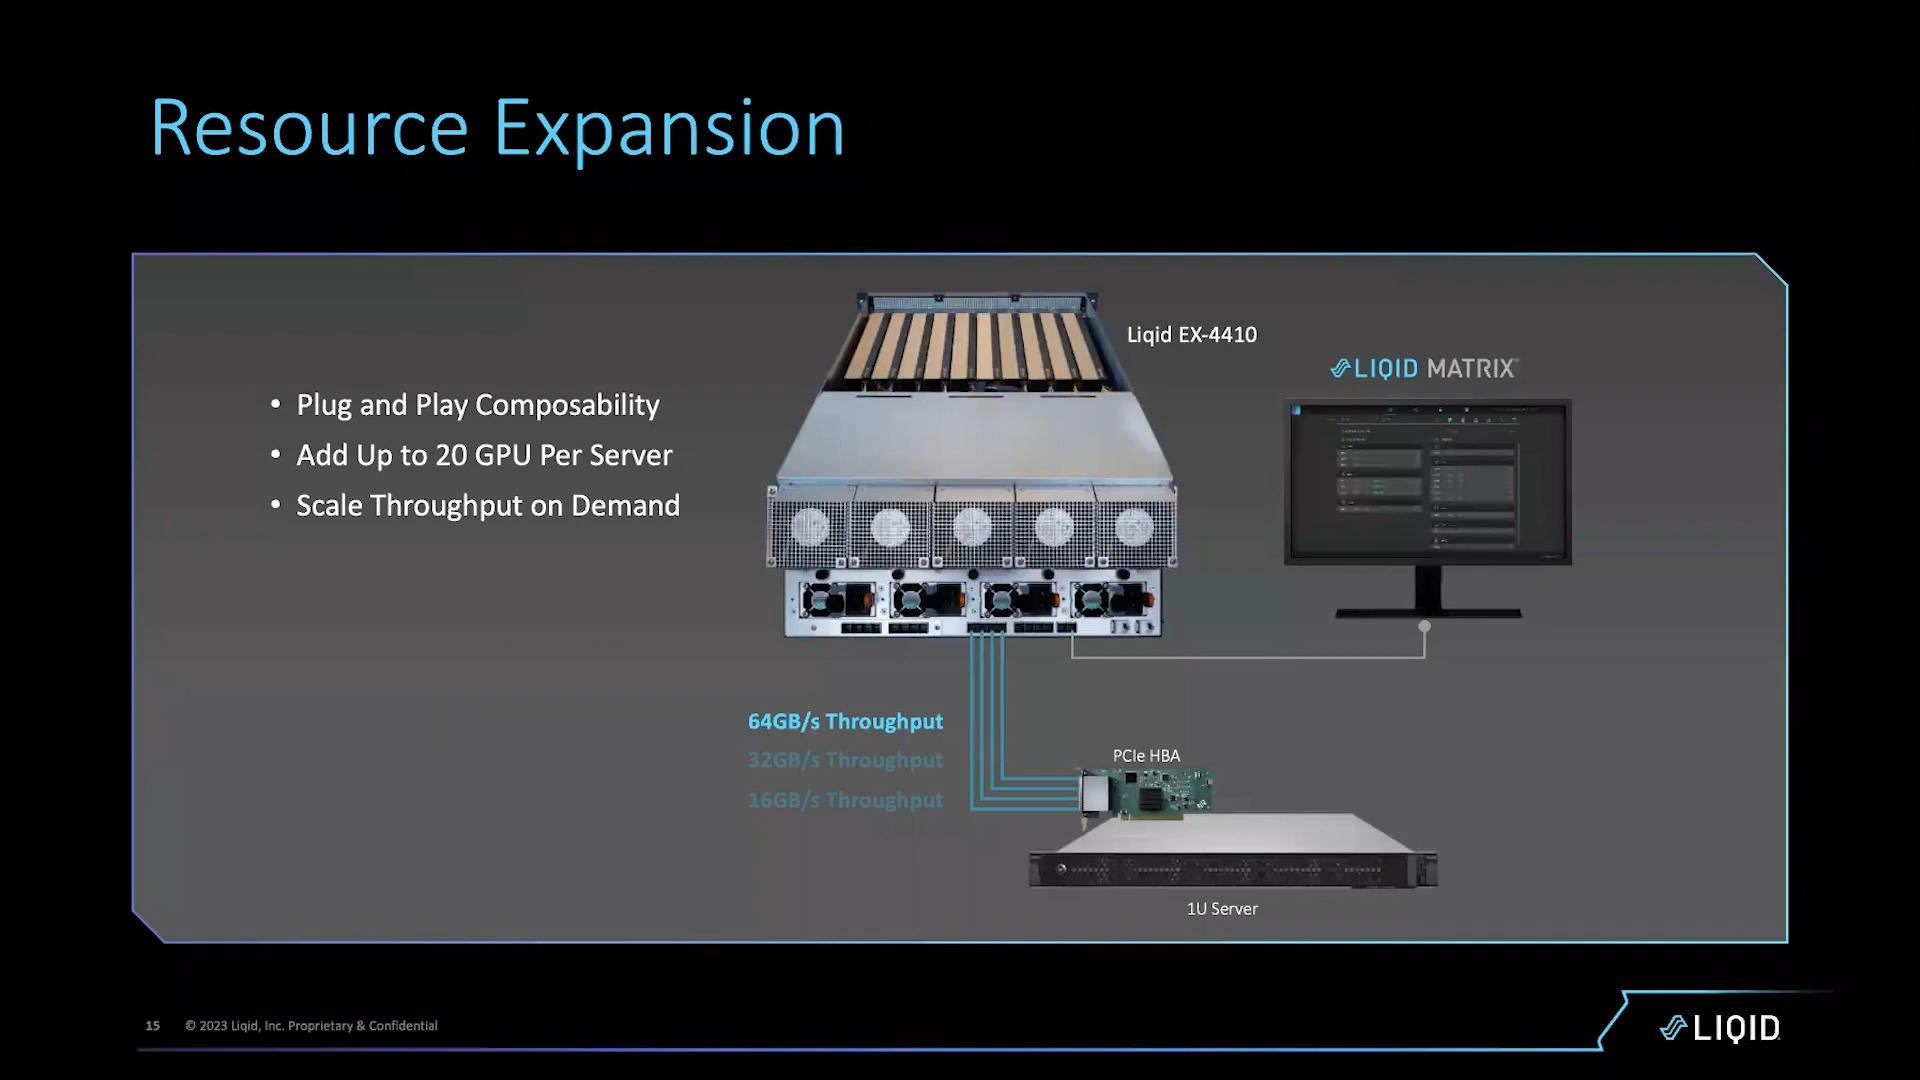 Resource Expansion
Liqid EX-4410
LIQID MATRIX
• Plug and Play Composability
• Add Up to 20 GPU Per Server
• Scale Throughput on Demand
64GB/s Throughput
32GB/s Throughput
16GB/s Throughput
PCIe HBA
1U Server
15 © 2023 Liqid, Inc. Proprietary & Confidential
LIQID